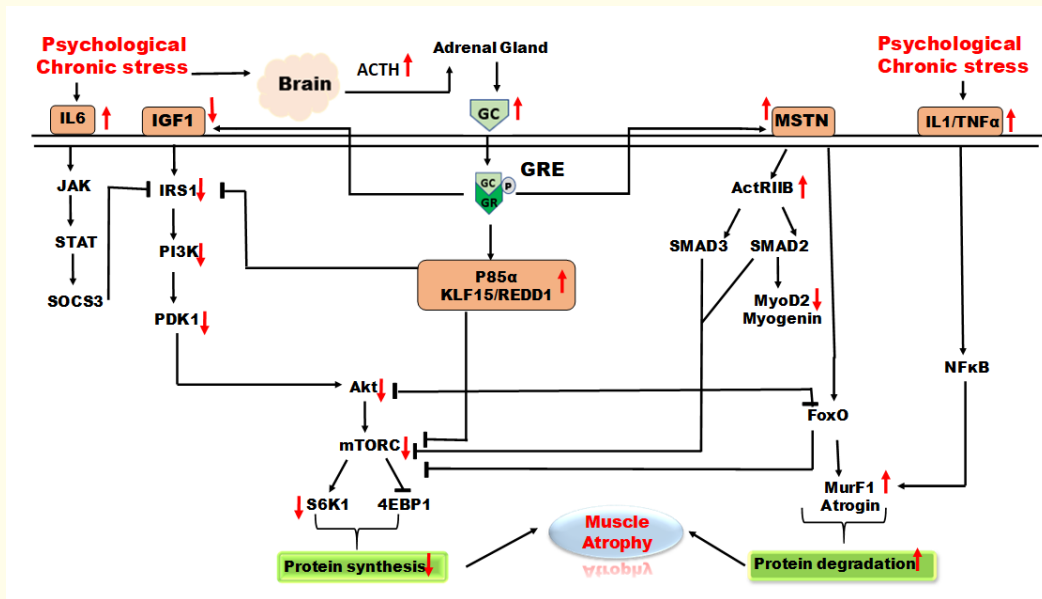 Psychological
Chronic stress
Brain
ACTH
Adrenal Gland
Psychological
Chronic stress
IL6
IGF1
GC
MSTN
IL1/TNFα
GRE
JAK
IRS1
GC
P
GR
ActRIIB
STAT
PI3K
SMAD3
SMAD2
SOCS3
P85α
KLF15/REDD1
PDK1
MyoD2
Myogenin
NFκB
Akt
FoxO
mTORC
MurF1
Atrogin
S6K1
4EBP1
Muscle
Atrophy
Atrophy
Protein synthesis
Protein degradation